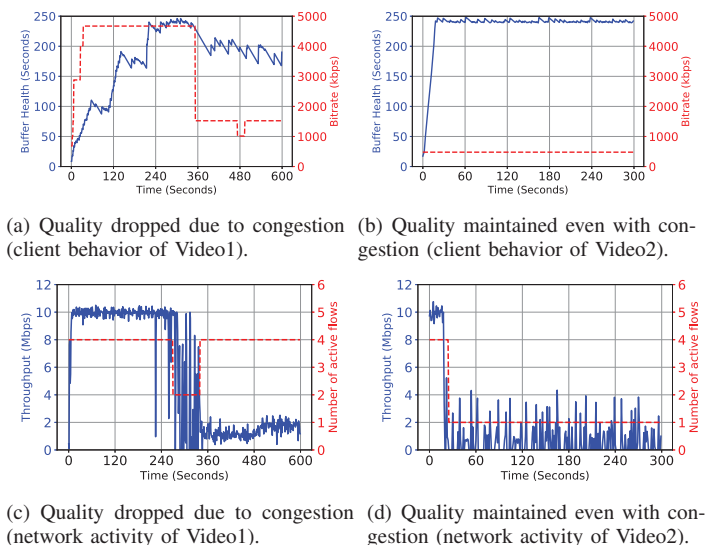 250
200
150
100
50
0
Buffer Health (Seconds)
5000
4000
3000
2000
1000
0
Bitrate (kbps)
0 120 240 360 480 600
Time (Seconds)
250
200
150
100
50
0
Buffer Health (Seconds)
5000
4000
3000
2000
1000
0
Bitrate (kbps)
0 60 120 180 240 300
Time (Seconds)
(a) Quality dropped due to congestion
(client behavior of Video1).
(b) Quality maintained even with con-
gestion (client behavior of Video2).
12
10
8
6
4
2
0
Throughput (Mbps)
6
5
4
3
2
1
0
Number of active flows
0 120 240 360 480 600
Time (Seconds)
12
10
8
6
4
2
0
Throughput (Mbps)
6
5
4
3
2
1
0
Number of active flows
0 60 120 180 240 300
Time (Seconds)
(c) Quality dropped due to congestion
(network activity of Video1).
(d) Quality maintained even with con-
gestion (network activity of Video2).